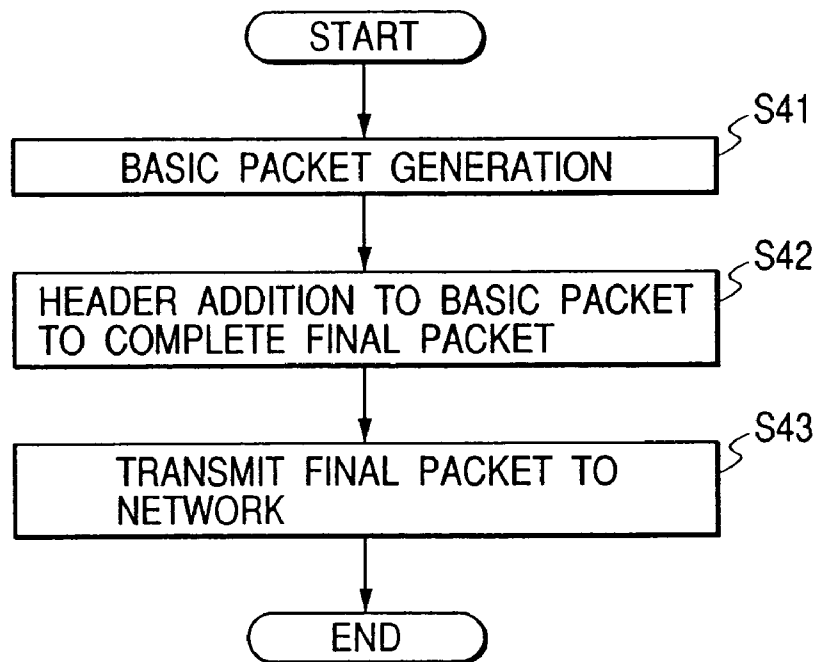 START
S41
BASIC PACKET GENERATION
S42
HEADER ADDITION TO BASIC PACKET
TO COMPLETE FINAL PACKET
S43
TRANSMIT FINAL PACKET TO
NETWORK
END